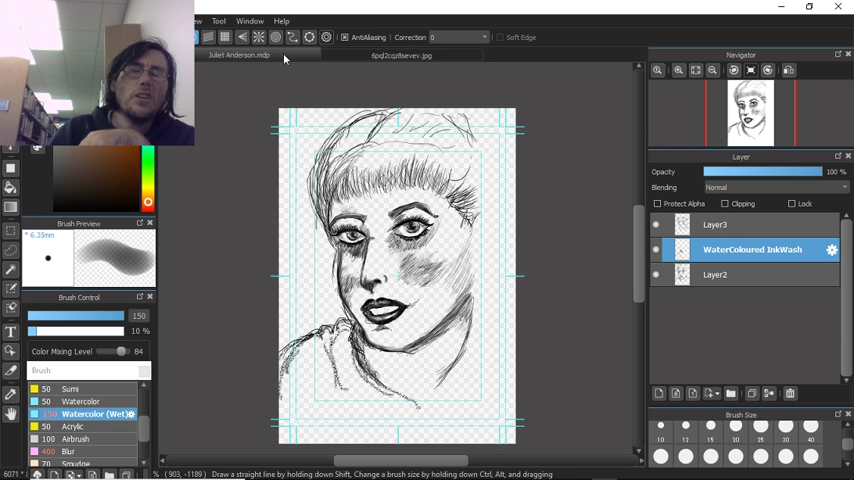 ew Tool Window Help
AntiAliasing Correction 0 Soft Edge
Juliet Anderson.mdp 6pql2cqz8sevev.jpg
Navigator
Layer
Opacity 100 %
Blending Normal
Protect Alpha Clipping Lock
Layer3
WaterColoured InkWash
Layer2
Brush Preview
* 6.35mm
Brush Control
150
10 %
Color Mixing Level 84
Brush
50 Sumi
50 Watercolor
150 Watercolor (Wet)
50 Acrylic
100 Airbrush
400 Blur
70 Smudge
Brush Size
10 12 15 20 25 30 40
6071 * % ( 903, -1189 ) Draw a straight line by holding down Shift, Change a brush size by holding down Ctrl, Alt, and dragging